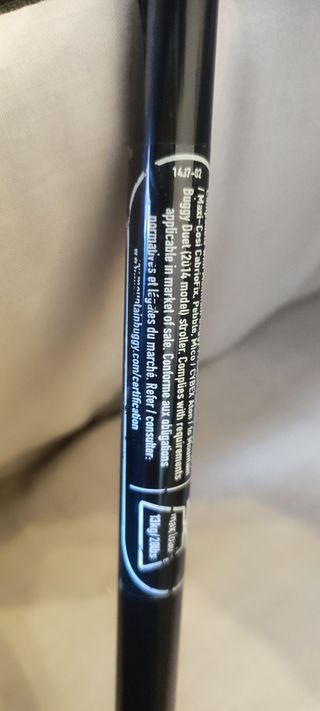 14J7-02
/ Maxi-Cosi CabrioFix, Pebble, Mico / CYBEX Aton / to Mountain
Buggy Duet (2014 model) stroller. Complies with requirements
applicable in market of sale. Conforme aux obligations
normatives et légales du marché. Refer / consulter:
mountainbuggy.com/certification
max load
13kg/28lbs